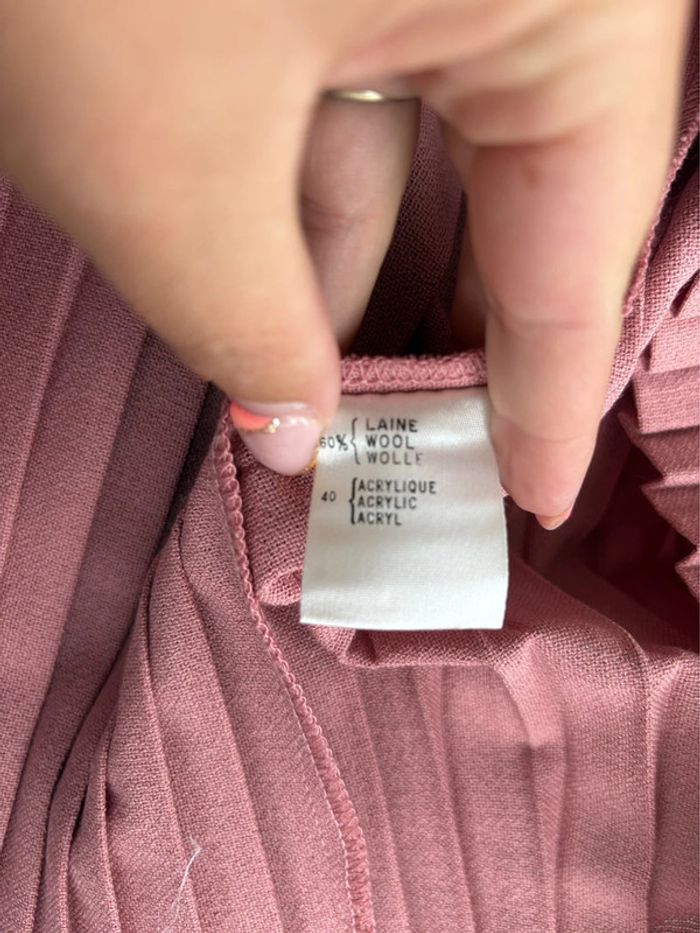 60% { LAINE
WOOL
WOLLE
40 { ACRYLIQUE
ACRYLIC
ACRYL